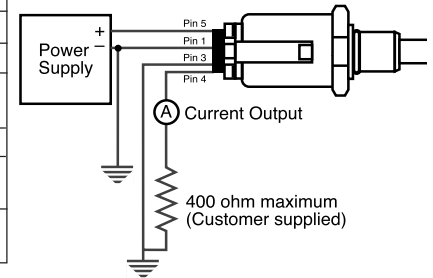 Pin 5
+
Pin 1
Power
–
Supply
Pin 3
Pin 4
A
Current Output
400 ohm maximum
(Customer supplied)